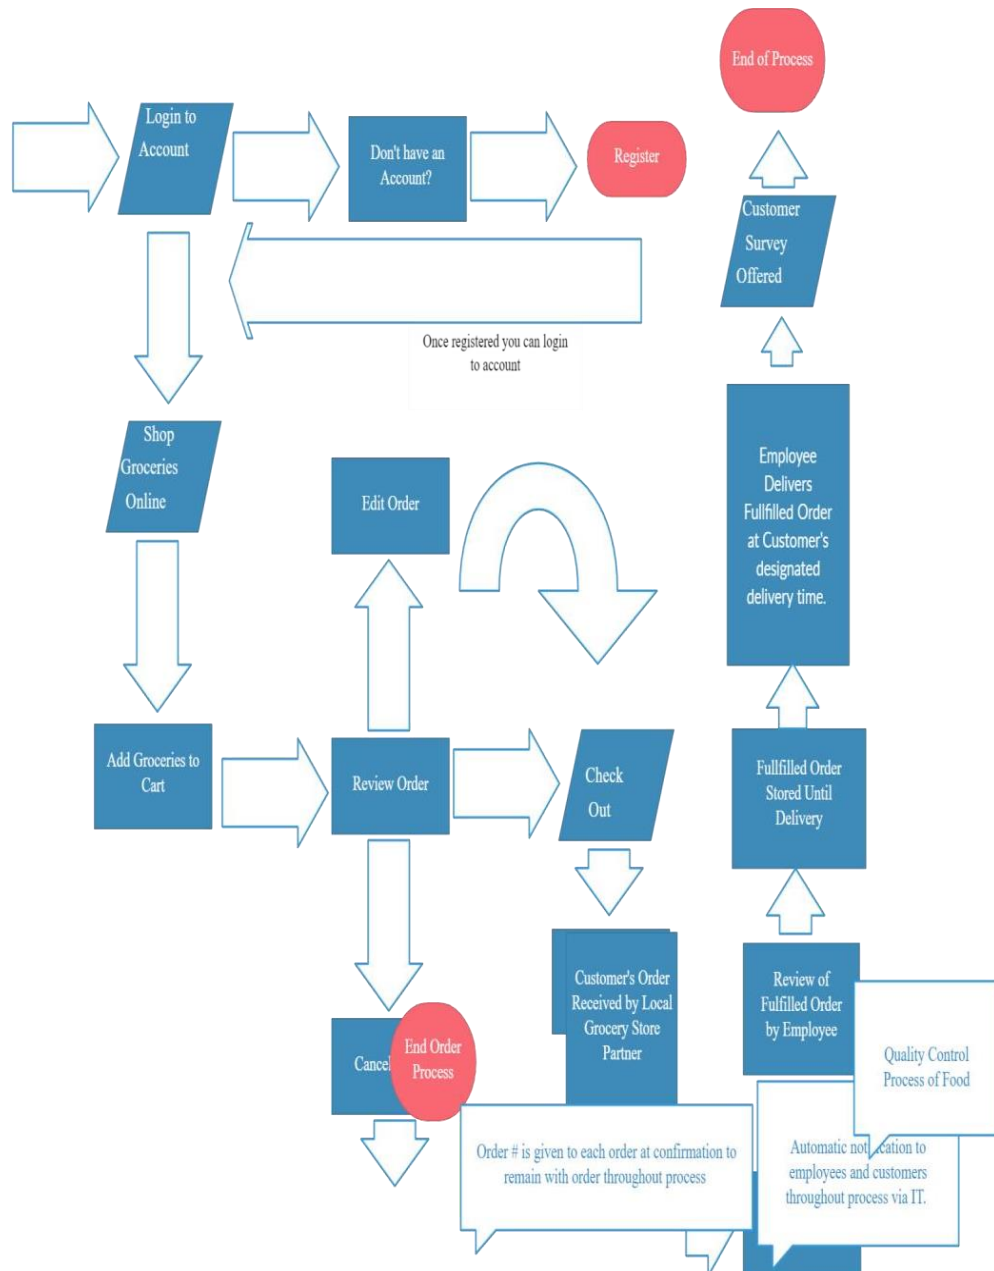 Login to
Account
Don't have an
Account?
Register
End of Process
Customer
Survey
Offered
Once registered you can login
to account
Shop
Groceries
Online
Edit Order
Employee
Delivers
Fullfilled Order
at Customer's
designated
delivery time.
Add Groceries to
Cart
Review Order
Check
Out
Fullfilled Order
Stored Until
Delivery
Customer's Order
Received by Local
Grocery Store
Partner
Review of
Fulfilled Order
by Employee
Quality Control
Process of Food
Cancel
End Order
Process
Order # is given to each order at confirmation to
remain with order throughout process
Automatic notification to
employees and customers
throughout process via IT.